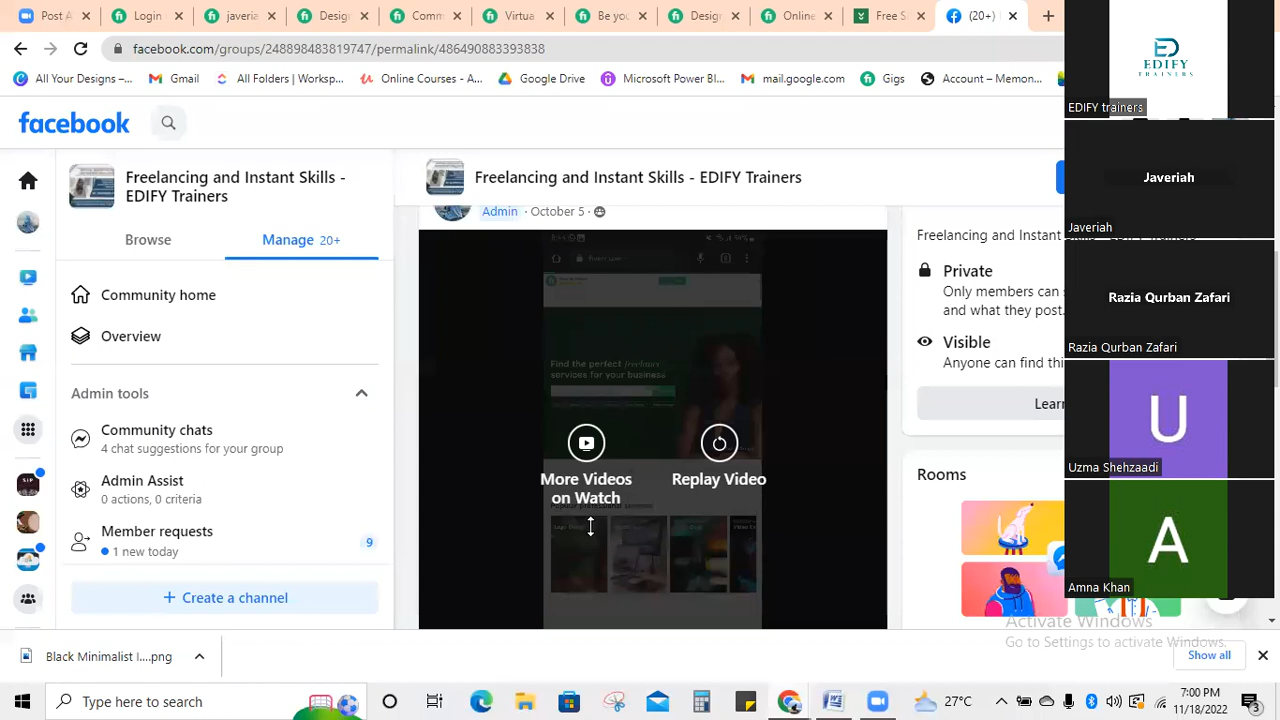 javeria
Desig
Comm
Virtua
Be you
Desig
Online
Free S
(20+)
facebook.com/groups/248898483819747/permalink/486490883393838
All Your Designs –...
Gmail
All Folders | Worksp...
Online Courses - A...
Google Drive
Microsoft Power Bl...
mail.google.com
Gigs
Account – Memon...
facebook
Freelancing and Instant Skills -
EDIFY Trainers
Browse
Manage 20+
Community home
Overview
Admin tools
Community chats
4 chat suggestions for your group
Admin Assist
0 actions, 0 criteria
Member requests
1 new today
9
+ Create a channel
Freelancing and Instant Skills - EDIFY Trainers
Admin · October 5 ·
Find the perfect freelance
services for your business
More Videos
on Watch
Replay Video
Freelancing and Instant
Private
Only members can s
and what they post.
Visible
Anyone can find thi
Learn
Rooms
EDIFY
TRAINERS
EDIFY trainers
Javeriah
Javeriah
Razia Qurban Zafari
Razia Qurban Zafari
U
Uzma Shehzaadi
A
Amna Khan
Activate Windows
Go to Settings to activate Windows.
Black Minimalist I....png
Show all
Type here to search
27°C
7:00 PM
11/18/2022
3